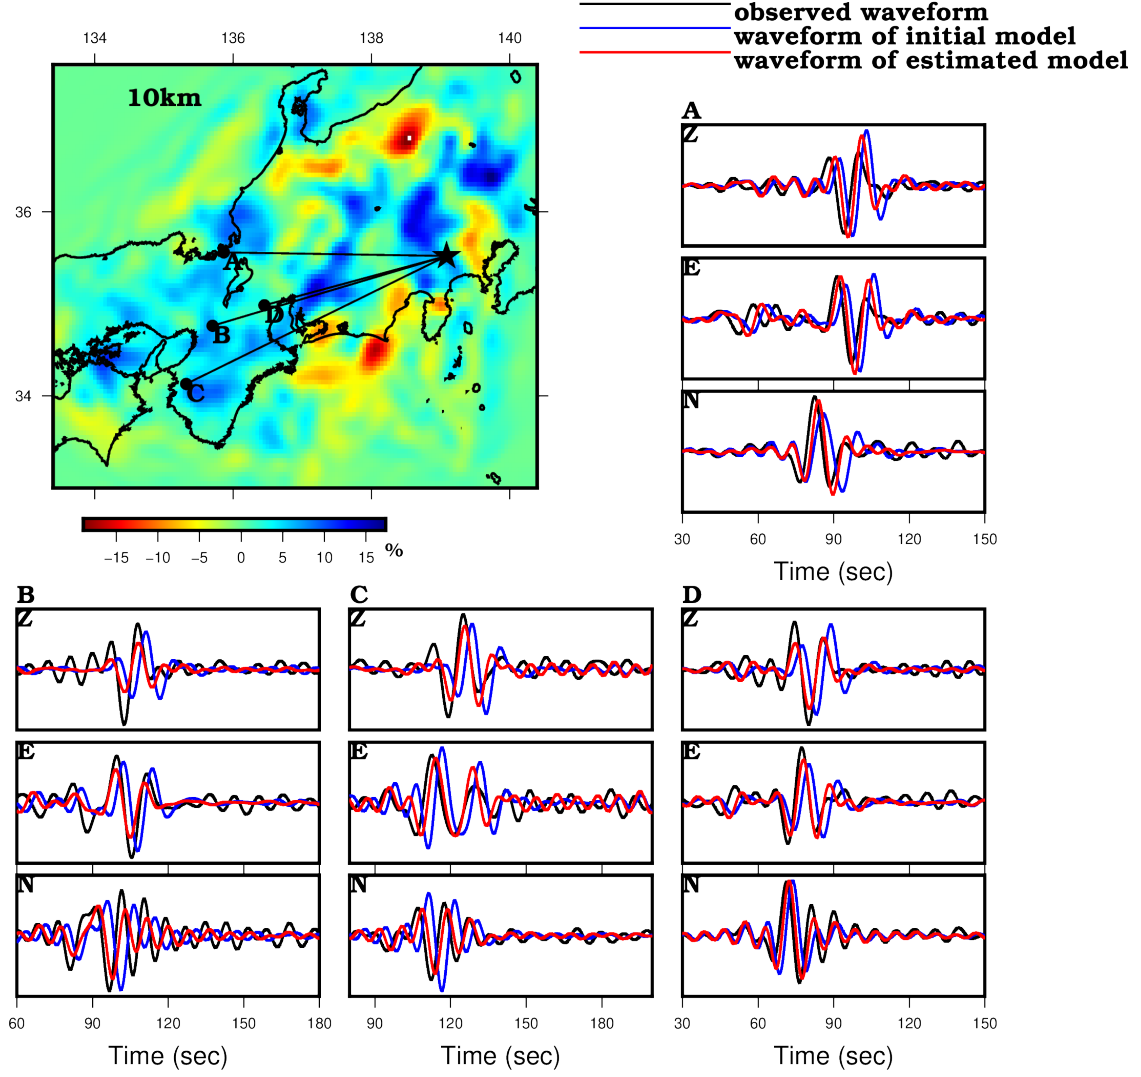 observed waveform
waveform of initial model
waveform of estimated model
134 136 138 140
10km
36
34
A
B
C
D
−15 −10 −5 0 5 10 15 %
A
Z
E
N
30 60 90 120 150
Time (sec)
B
Z
E
N
60 90 120 150 180
Time (sec)
C
Z
E
N
90 120 150 180
Time (sec)
D
Z
E
N
30 60 90 120 150
Time (sec)